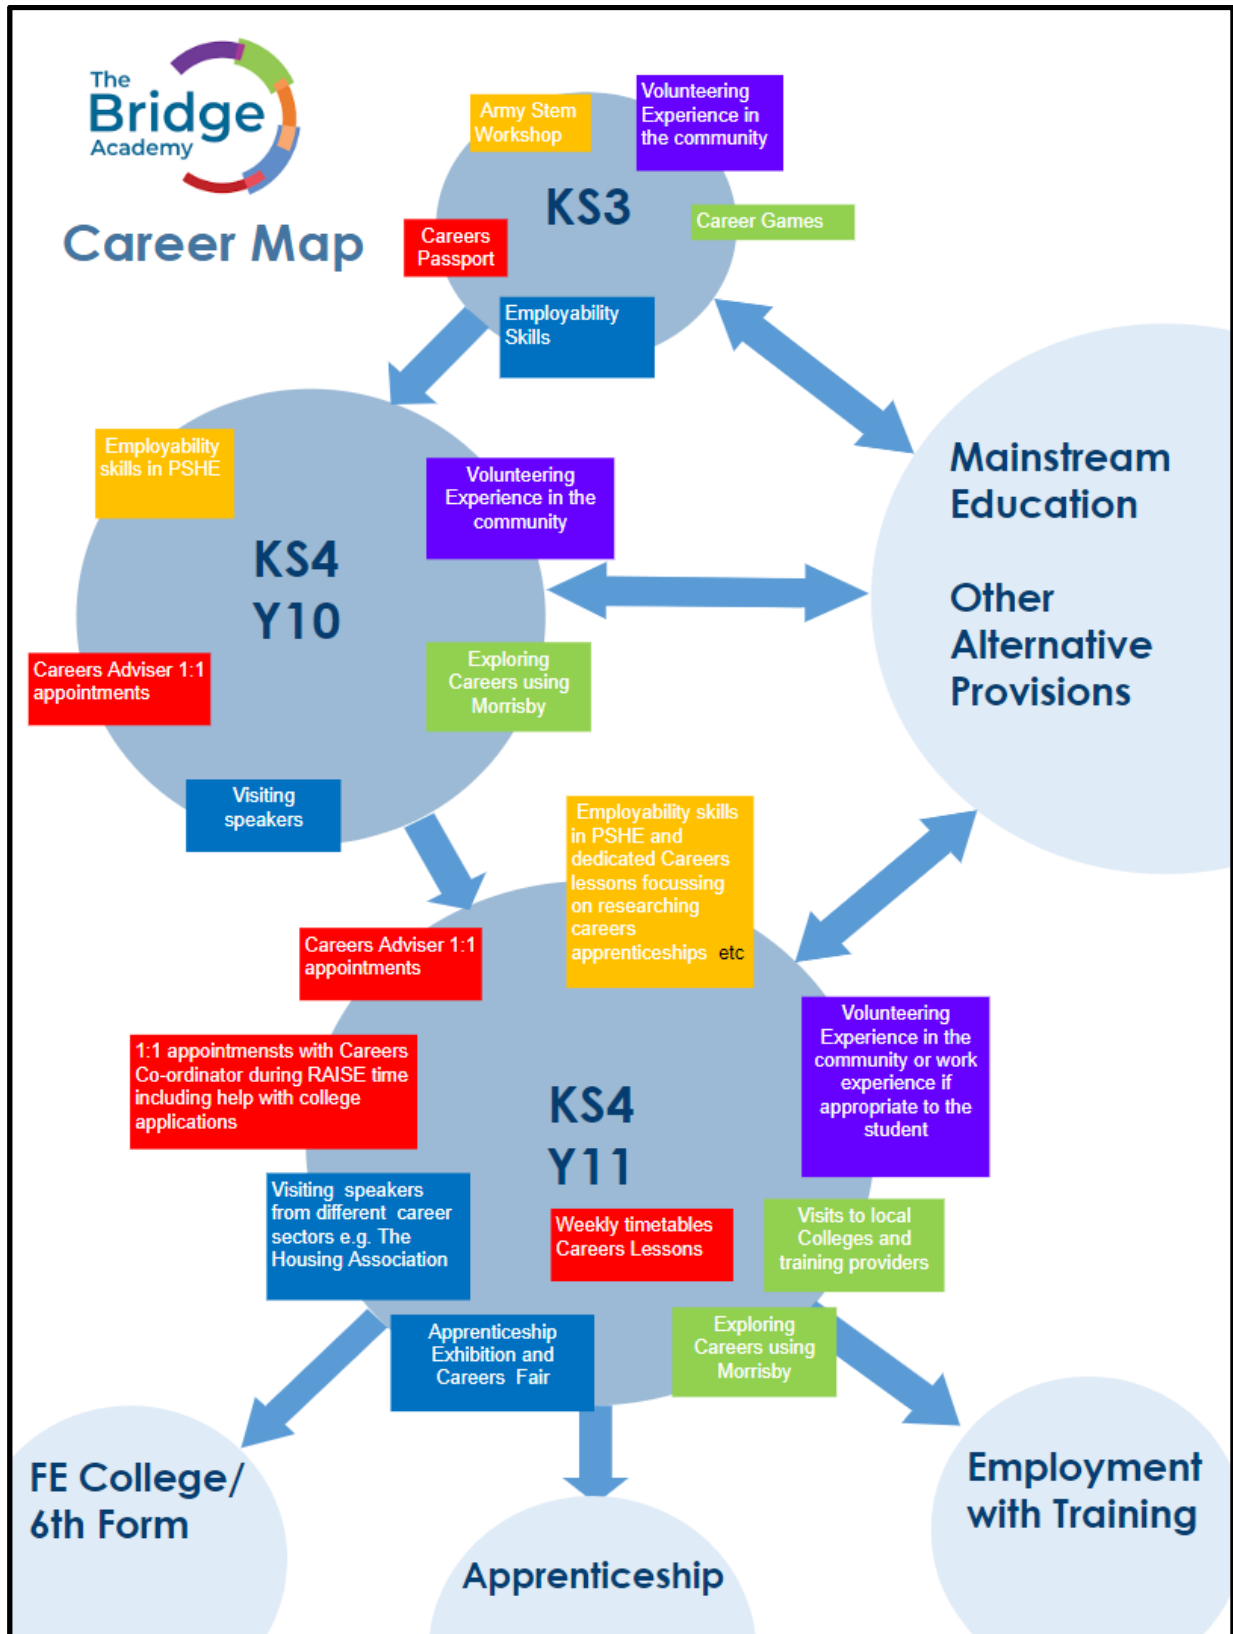 The
Bridge
Academy
Career Map
Army Stem
Workshop
Volunteering
Experience in
the community
KS3
Career Games
Careers
Passport
Employability
Skills
Mainstream
Education
Other
Alternative
Provisions
Employability
skills in PSHE
Volunteering
Experience in the
community
KS4
Y10
Careers Adviser 1:1
appointments
Exploring
Careers using
Morrisby
Visiting
speakers
Employability skills
in PSHE and
dedicated Careers
lessons focussing
on researching
careers
apprenticeships etc
Careers Adviser 1:1
appointments
Volunteering
Experience in the
community or work
experience if
appropriate to the
student
1:1 appointmensts with Careers
Co-ordinator during RAISE time
including help with college
applications
KS4
Y11
Visiting speakers
from different career
sectors e.g. The
Housing Association
Weekly timetables
Careers Lessons
Visits to local
Colleges and
training providers
Apprenticeship
Exhibition and
Careers Fair
Exploring
Careers using
Morrisby
FE College/
6th Form
Apprenticeship
Employment
with Training